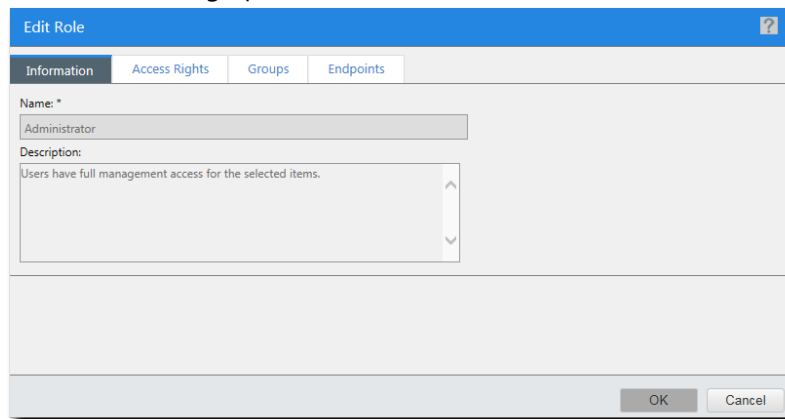 Edit Role
?
Information Access Rights Groups Endpoints
Name: *
Administrator
Description:
Users have full management access for the selected items.
OK Cancel